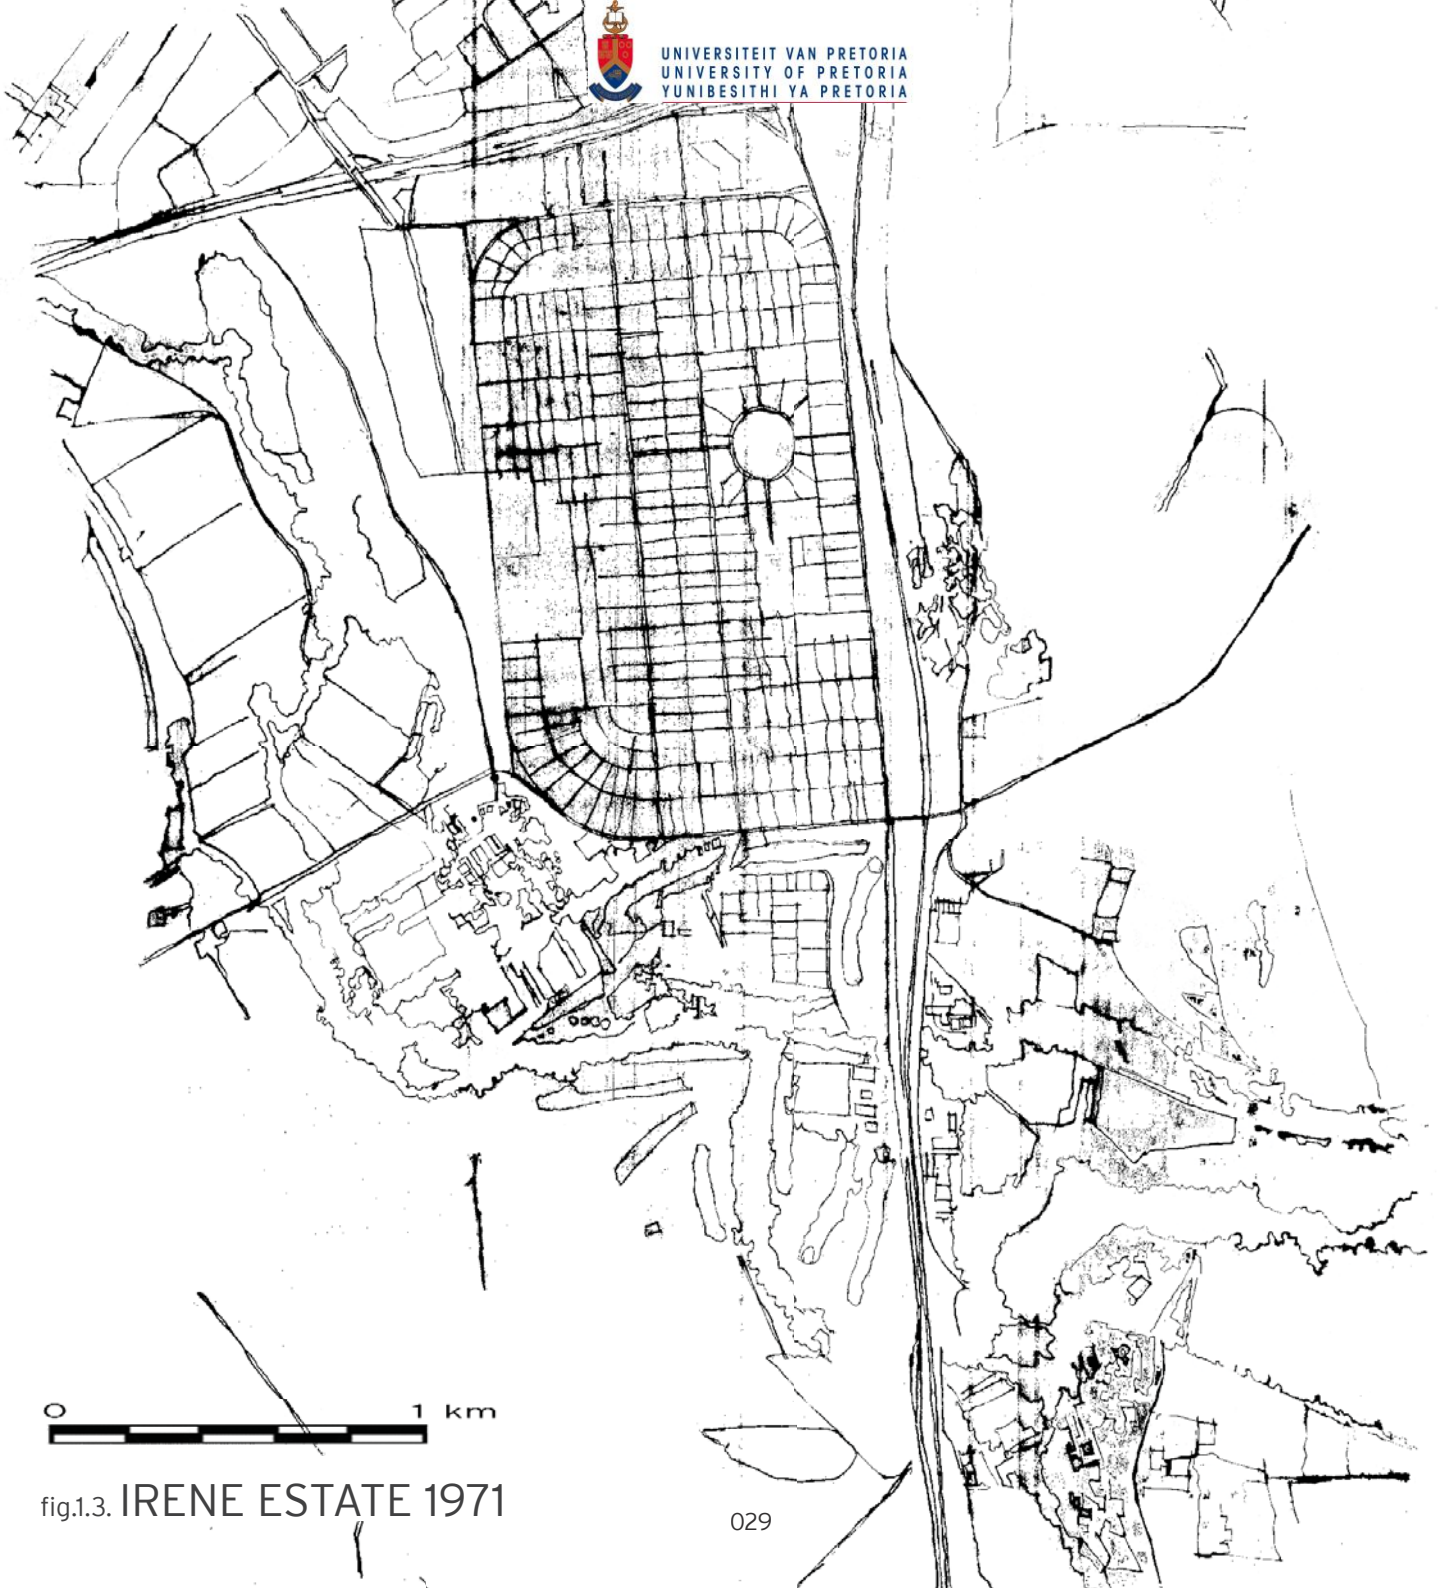 UNIVERSITEIT VAN PRETORIA
UNIVERSITY OF PRETORIA
YUNIBESITHI YA PRETORIA
0 1 km
fig.1.3. IRENE ESTATE 1971
029